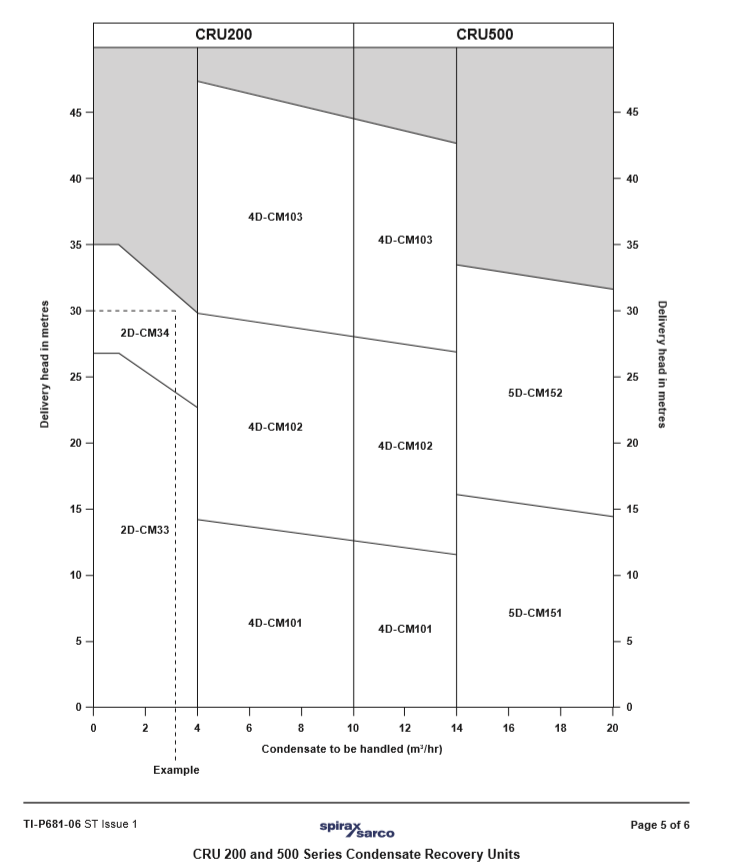 CRU200 CRU500
45 45
40 40
4D-CM103
4D-CM103
35 35
30 30
2D-CM34
Delivery head in metres
Delivery head in metres
25 25
5D-CM152
4D-CM102
20 4D-CM102 20
15 15
2D-CM33
10 10
5D-CM151
4D-CM101
4D-CM101
5 5
0 0
0 2 4 6 8 10 12 14 16 18 20
Condensate to be handled (m³/hr)
Example
TI-P681-06 ST Issue 1
spirax sarco
Page 5 of 6
CRU 200 and 500 Series Condensate Recovery Units